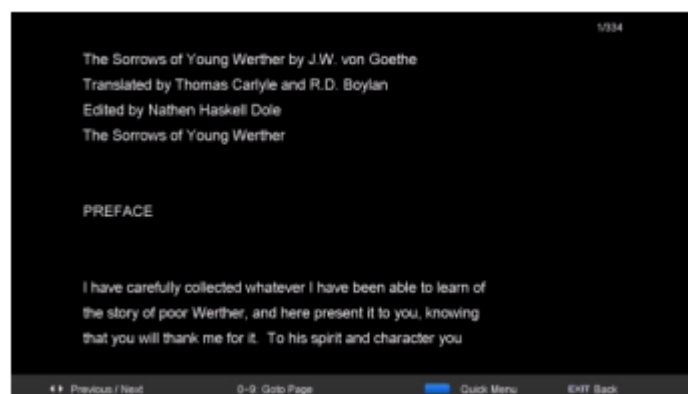 1/334
The Sorrows of Young Werther by J.W. von Goethe
Translated by Thomas Carlyle and R.D. Boylan
Edited by Nathen Haskell Dole
The Sorrows of Young Werther
PREFACE
I have carefully collected whatever I have been able to learn of
the story of poor Werther, and here present it to you, knowing
that you will thank me for it. To his spirit and character you
Previous / Next 0~9: Goto Page Quick Menu EXIT Back